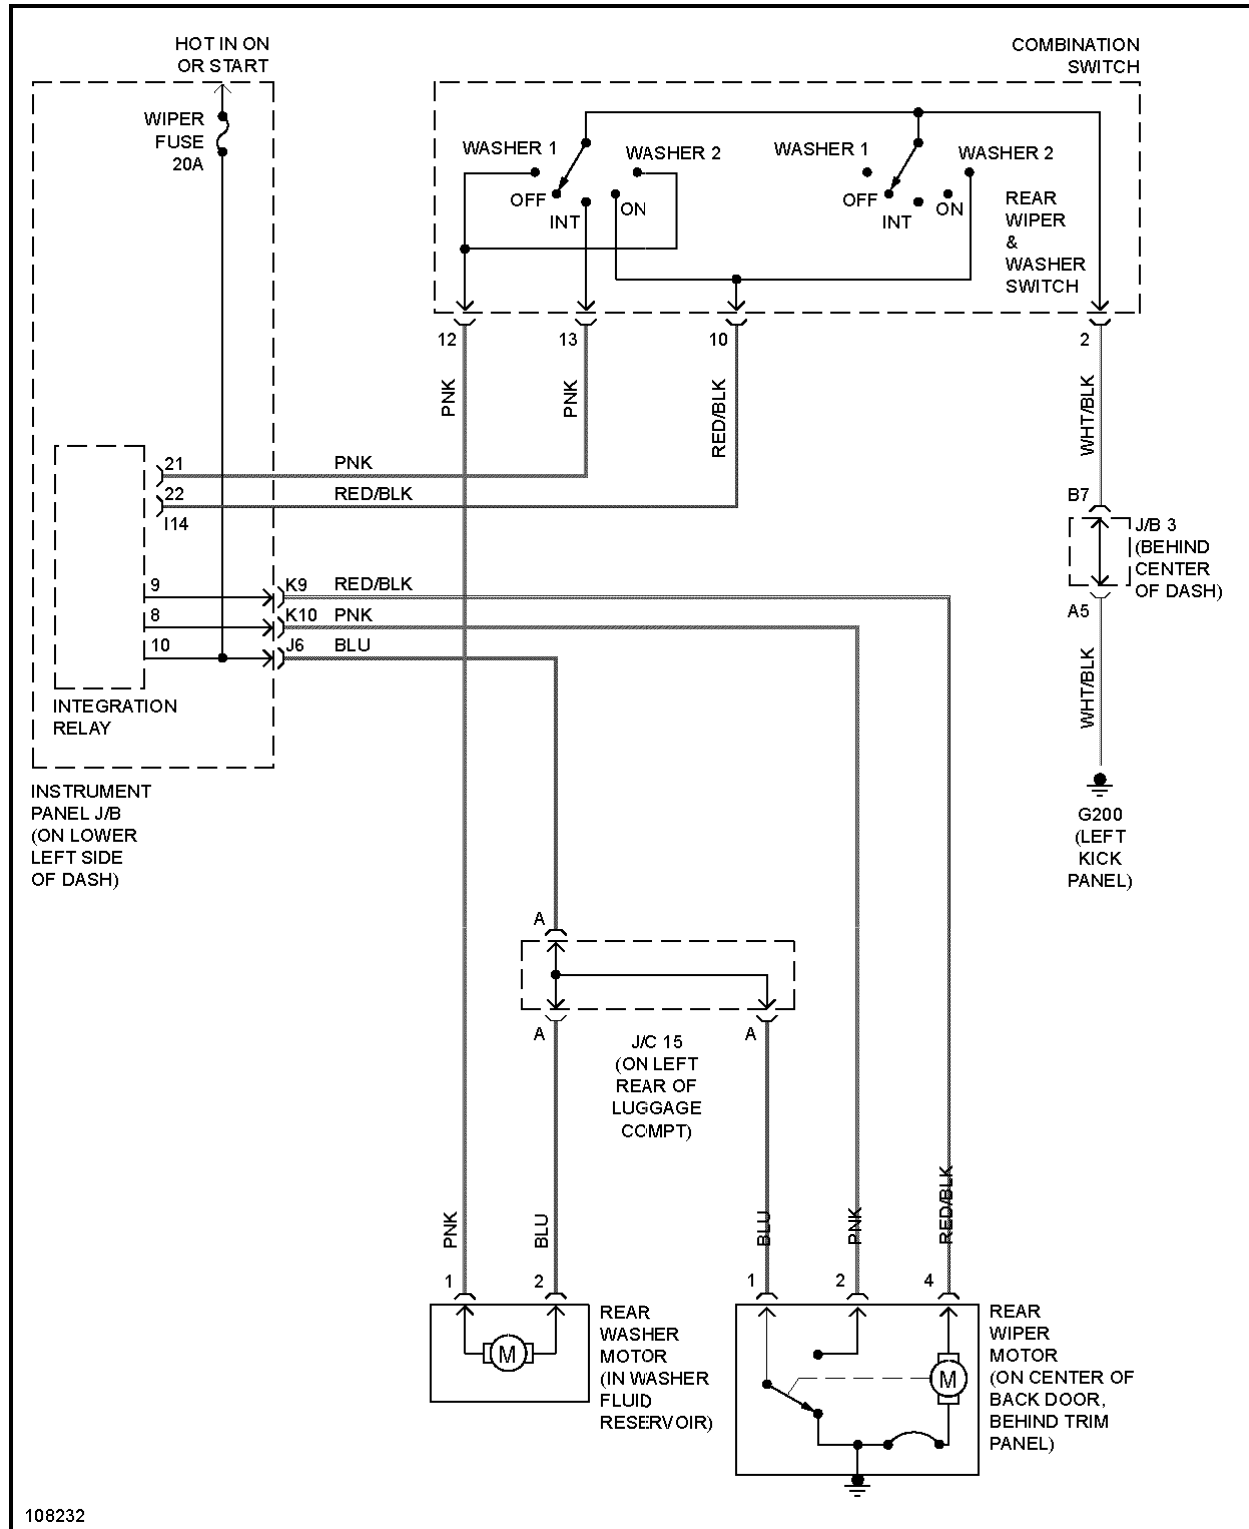 HOT IN ON
OR START
WIPER
FUSE
20A
COMBINATION
SWITCH
WASHER 1
WASHER 2
OFF
INT
ON
WASHER 1
WASHER 2
OFF
INT
ON
REAR
WIPER
&
WASHER
SWITCH
12
13
10
2
PNK
PNK
RED/BLK
WHT/BLK
21
PNK
22
RED/BLK
I14
B7
J/B 3
(BEHIND
CENTER
OF DASH)
A5
9
K9
RED/BLK
8
K10
PNK
10
J6
BLU
WHT/BLK
INTEGRATION
RELAY
INSTRUMENT
PANEL J/B
(ON LOWER
LEFT SIDE
OF DASH)
G200
(LEFT
KICK
PANEL)
A
A
A
J/C 15
(ON LEFT
REAR OF
LUGGAGE
COMPT)
PNK
BLU
BLU
PNK
RED/BLK
1
2
1
2
4
REAR
WASHER
MOTOR
(IN WASHER
FLUID
RESERVOIR)
M
REAR
WIPER
MOTOR
(ON CENTER OF
BACK DOOR,
BEHIND TRIM
PANEL)
M
108232